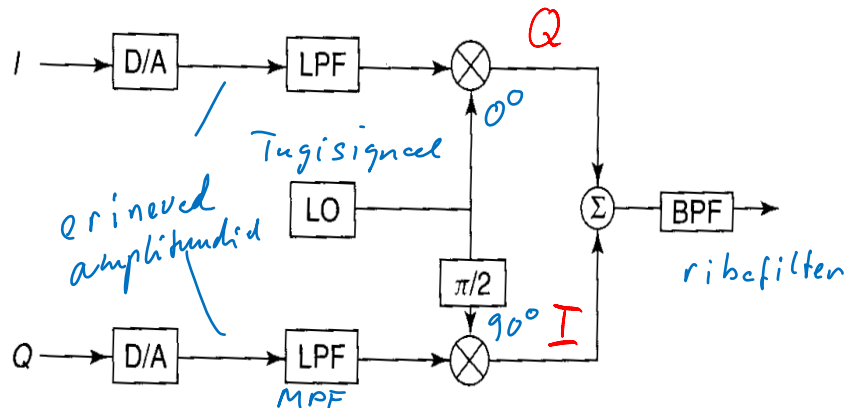 Q
I D/A LPF
0°
Tugisignaal
LO
erinevad
amplituudid
Σ BPF
ribafilter
π/2
90° I
Q D/A LPF
MPF